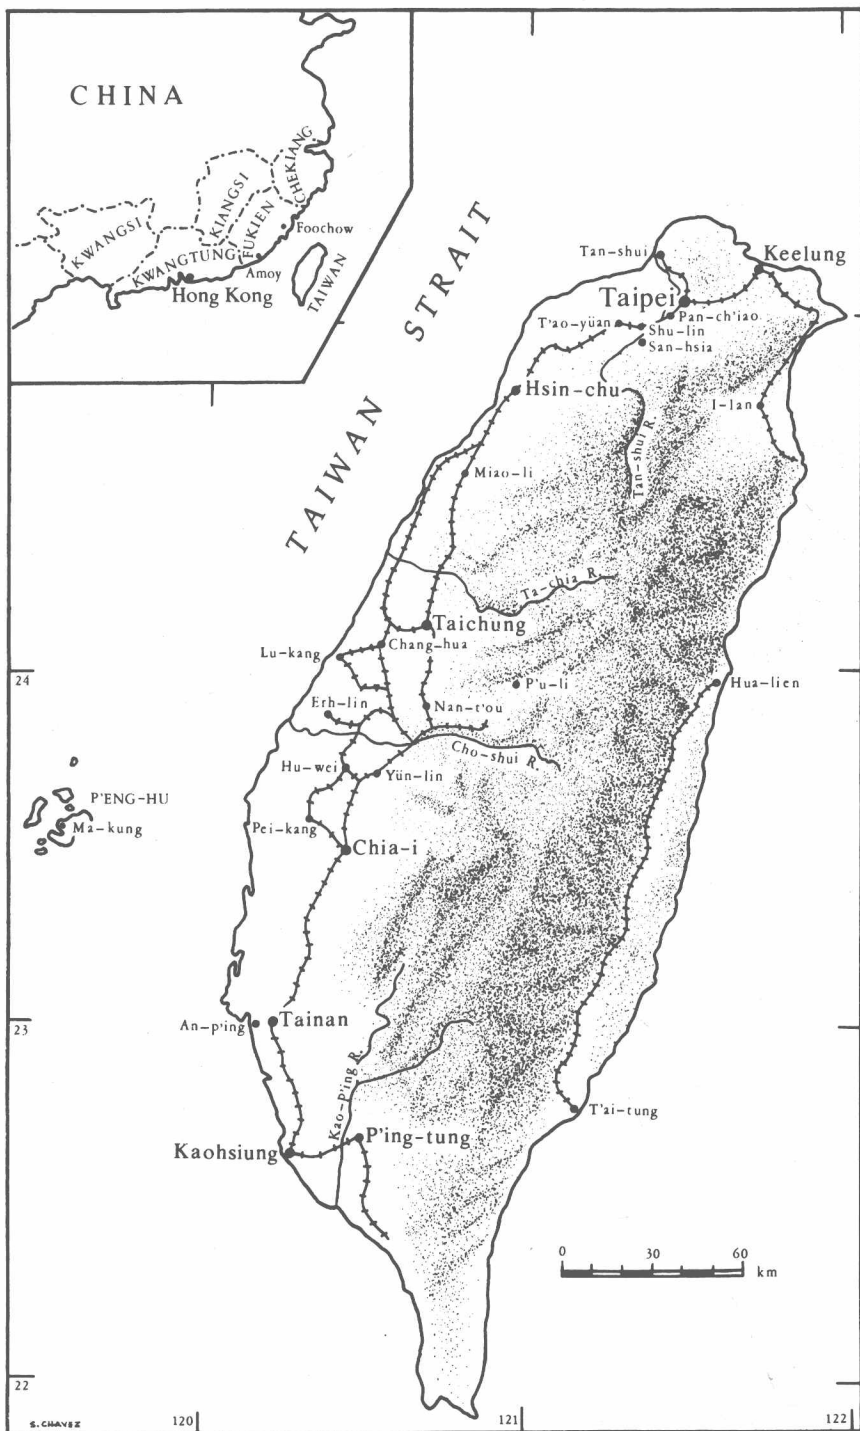 CHINA
KWANGSI
KWANGTUNG
KIANGSI
FUKIEN
CHEKIANG
Foochow
Amoy
Hong Kong
TAIWAN
TAIWAN STRAIT
Tan-shui
Keelung
Taipei
Pan-ch'iao
T'ao-yüan
Shu-lin
San-hsia
Hsin-chu
I-lan
Tan-shui R.
Miao-li
Ta-chia R.
Taichung
Chang-hua
Lu-kang
24
P'u-li
Hua-lien
Erh-lin
Nan-t'ou
Cho-shui R.
Hu-wei
Yün-lin
P'ENG-HU
Ma-kung
Pei-kang
Chia-i
23
An-p'ing
Tainan
Kao-p'ing R.
T'ai-tung
P'ing-tung
Kaohsiung
0 30 60
km
22
S. CHAVEZ
120
121
122